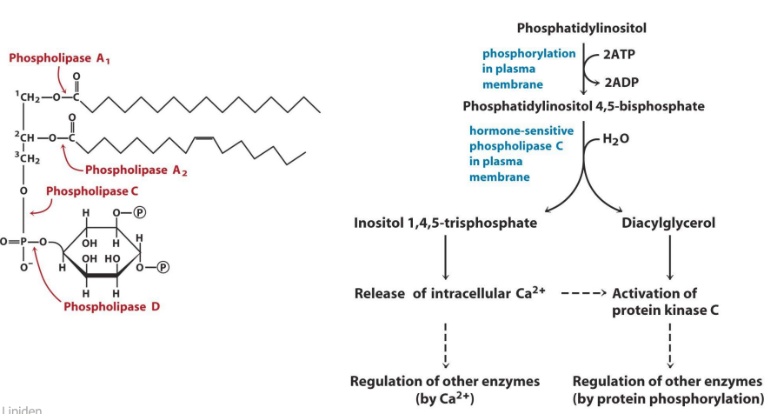 Phospholipase A1
O
1CH2—O—C
O
2CH—O—C
3CH2
Phospholipase A2
O
Phospholipase C
H
O—P
O=P—O
OH
H
H
O-
H
OH
HO
O—P
H
H
Phospholipase D
Lipiden
Phosphatidylinositol
phosphorylation
in plasma
membrane
2ATP
2ADP
Phosphatidylinositol 4,5-bisphosphate
hormone-sensitive
phospholipase C
in plasma
membrane
H2O
Inositol 1,4,5-trisphosphate
Diacylglycerol
Release of intracellular Ca2+
Activation of
protein kinase C
Regulation of other enzymes
(by Ca2+)
Regulation of other enzymes
(by protein phosphorylation)